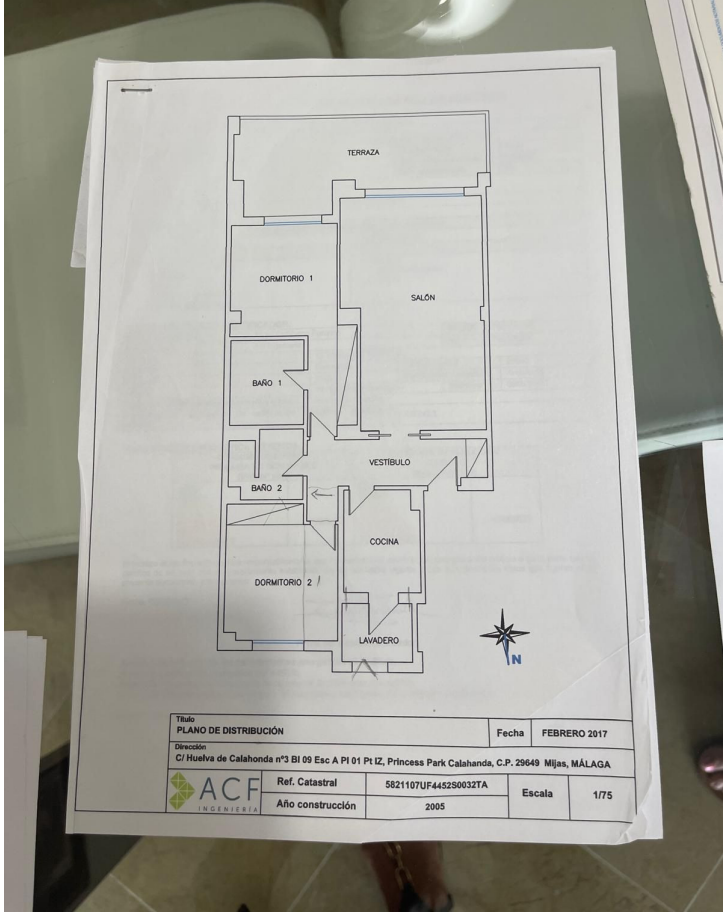 TERRAZA
DORMITORIO 1
SALÓN
BAÑO 1
VESTÍBULO
BAÑO 2
COCINA
DORMITORIO 2
LAVADERO
N
Título
PLANO DE DISTRIBUCIÓN
Fecha
FEBRERO 2017
Dirección
C/ Huelva de Calahonda nº3 Bl 09 Esc A Pl 01 Pt IZ, Princess Park Calahanda, C.P. 29649 Mijas, MÁLAGA
ACF
INGENIERÍA
Ref. Catastral
5821107UF4452S0032TA
Año construcción
2005
Escala
1/75